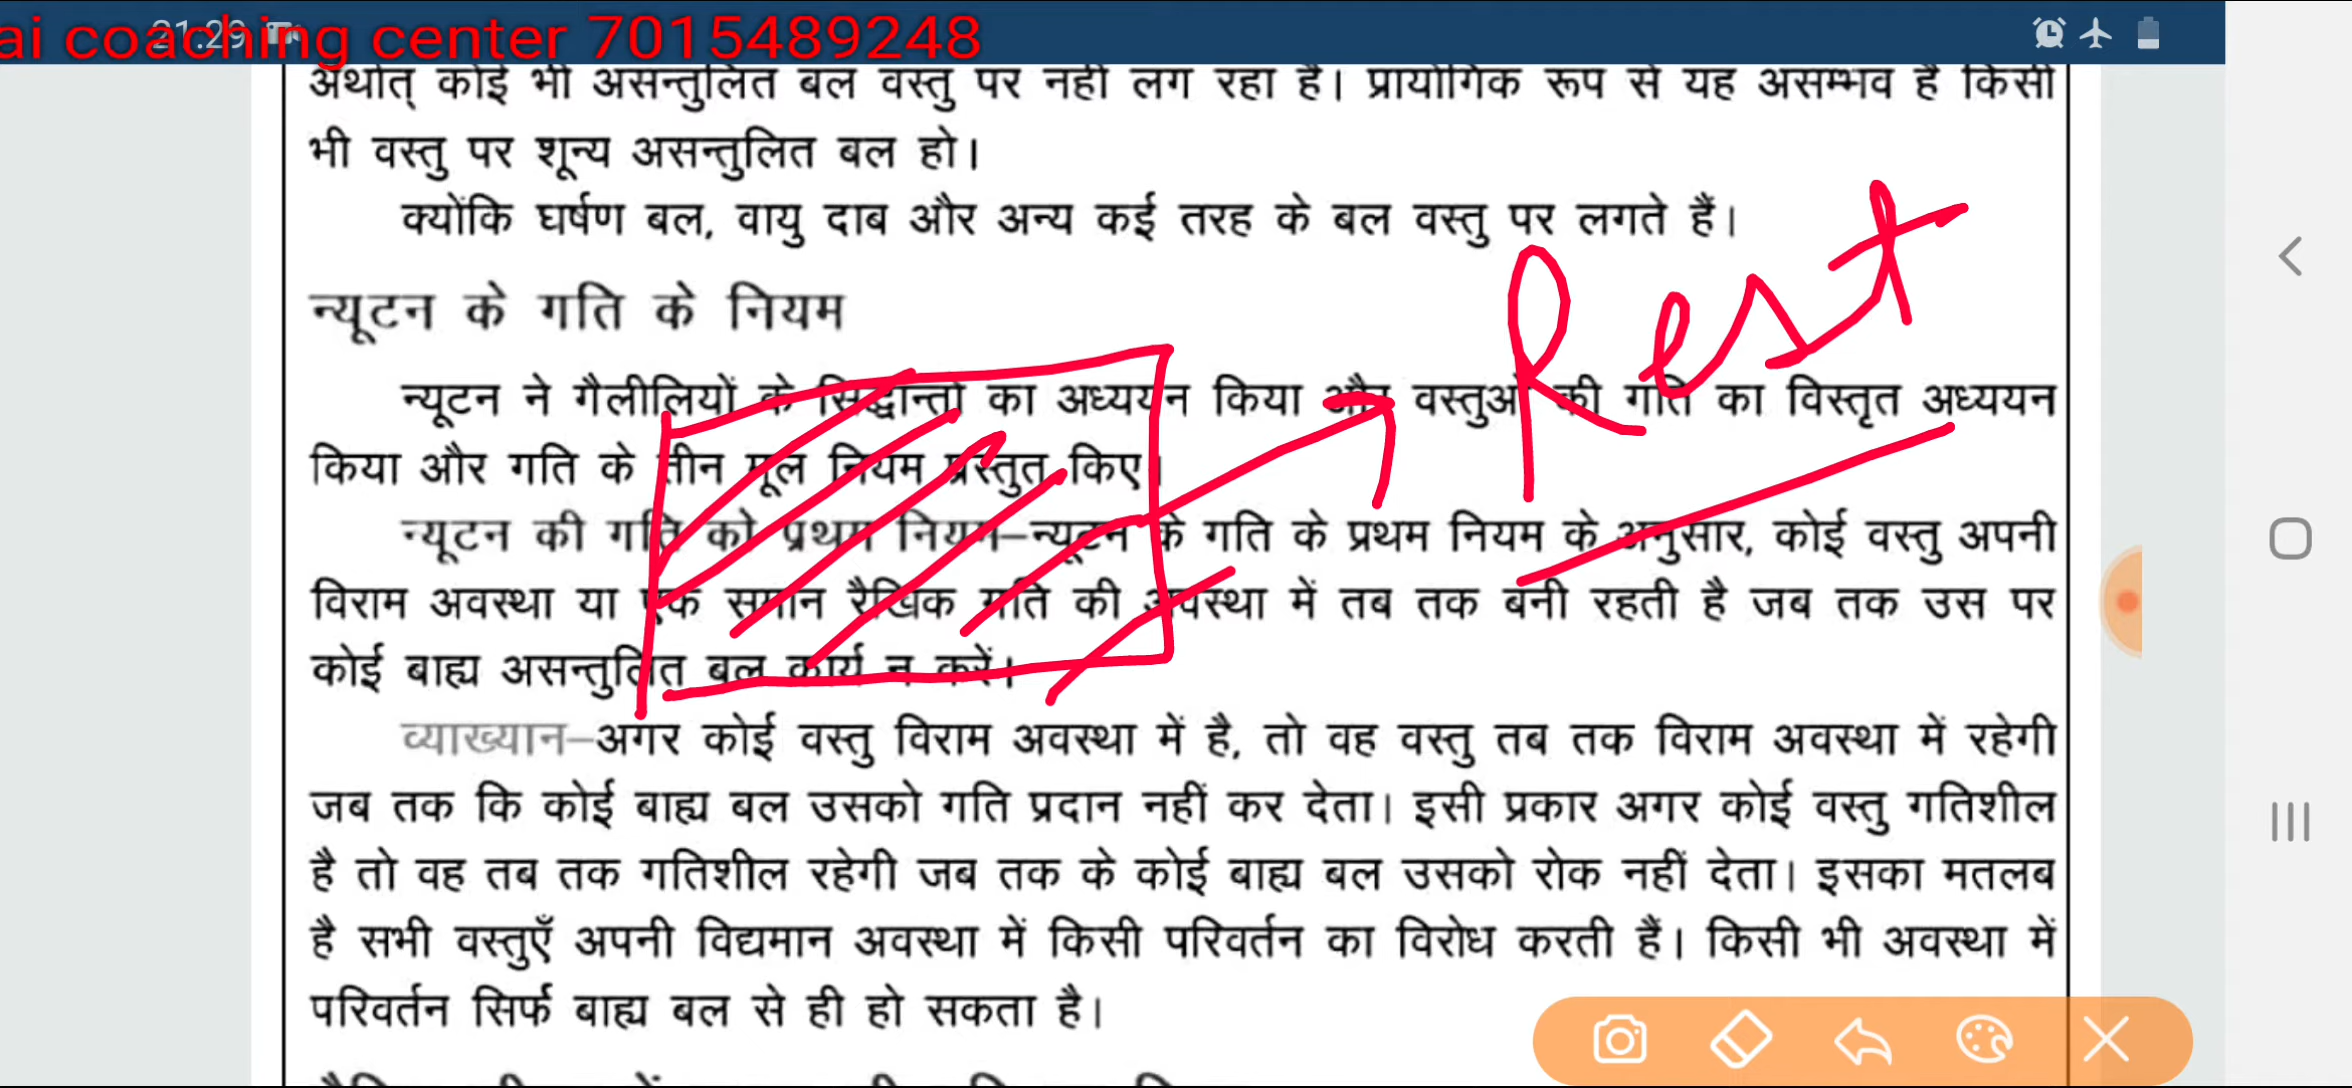 ai coaching center 7015489248
21:29
अर्थात् कोई भी असन्तुलित बल वस्तु पर नहीं लग रहा है। प्रायोगिक रूप से यह असम्भव है किसी
भी वस्तु पर शून्य असन्तुलित बल हो।
क्योंकि घर्षण बल, वायु दाब और अन्य कई तरह के बल वस्तु पर लगते हैं।
Rest
न्यूटन के गति के नियम
न्यूटन ने गैलीलियों के सिद्धान्तों का अध्ययन किया और वस्तुओं की गति का विस्तृत अध्ययन
किया और गति के तीन मूल नियम प्रस्तुत किए।
न्यूटन की गति को प्रथम नियम–न्यूटन के गति के प्रथम नियम के अनुसार, कोई वस्तु अपनी
विराम अवस्था या एक समान रैखिक गति की अवस्था में तब तक बनी रहती है जब तक उस पर
कोई बाह्य असन्तुलित बल कार्य न करें।
व्याख्यान–अगर कोई वस्तु विराम अवस्था में है, तो वह वस्तु तब तक विराम अवस्था में रहेगी
जब तक कि कोई बाह्य बल उसको गति प्रदान नहीं कर देता। इसी प्रकार अगर कोई वस्तु गतिशील
है तो वह तब तक गतिशील रहेगी जब तक के कोई बाह्य बल उसको रोक नहीं देता। इसका मतलब
है सभी वस्तुएँ अपनी विद्यमान अवस्था में किसी परिवर्तन का विरोध करती हैं। किसी भी अवस्था में
परिवर्तन सिर्फ बाह्य बल से ही हो सकता है।